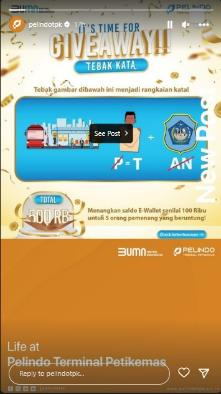 pelindotpk
IT'S TIME FOR
GIVEAWAY!!
TEBAK KATA
Tebak gambar dibawah ini menjadi rangkaian kata!
See Post
+
P = T
AN
New Pos
TOTAL
500 RB
Menangkan saldo E-Wallet senilai 100 Ribu
untuk 5 orang pemenang yang beruntung!
BUMN
PELINDO
TERMINAL PETIKEMAS
Life at
Pelindo Terminal Petikemas
Reply to pelindotpk...